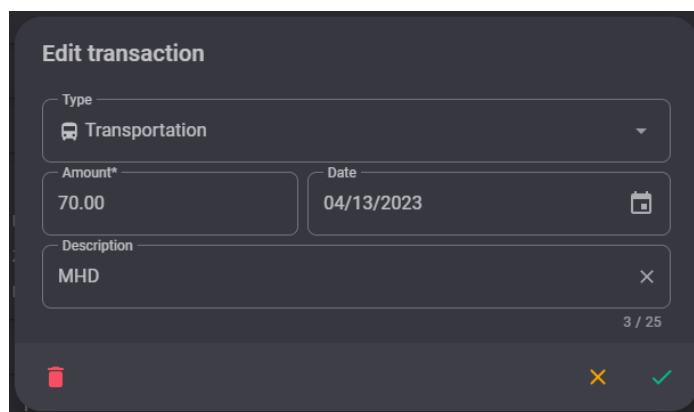 Edit transaction
Type
Transportation
Amount*
Date
70.00
04/13/2023
Description
MHD
3 / 25